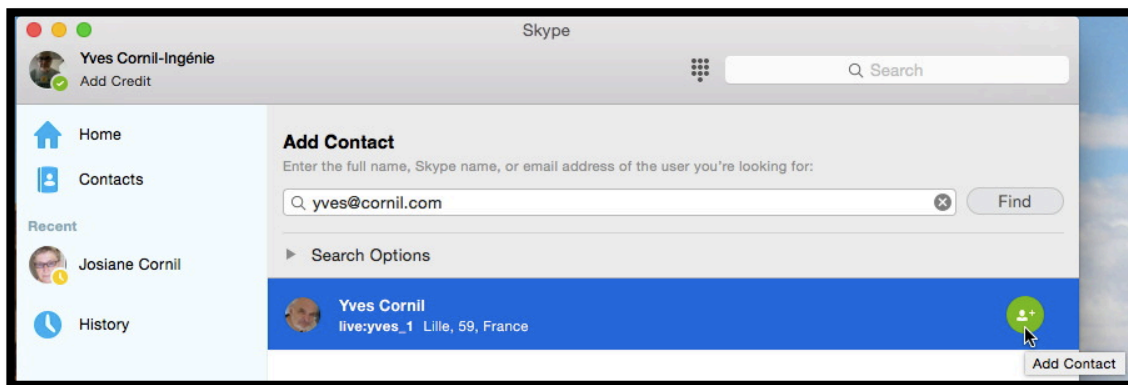 Skype
Yves Cornil-Ingénie
Add Credit
Search
Home
Contacts
Recent
Josiane Cornil
History
Add Contact
Enter the full name, Skype name, or email address of the user you're looking for:
yves@cornil.com
Find
Search Options
Yves Cornil
live:yves_1 Lille, 59, France
Add Contact